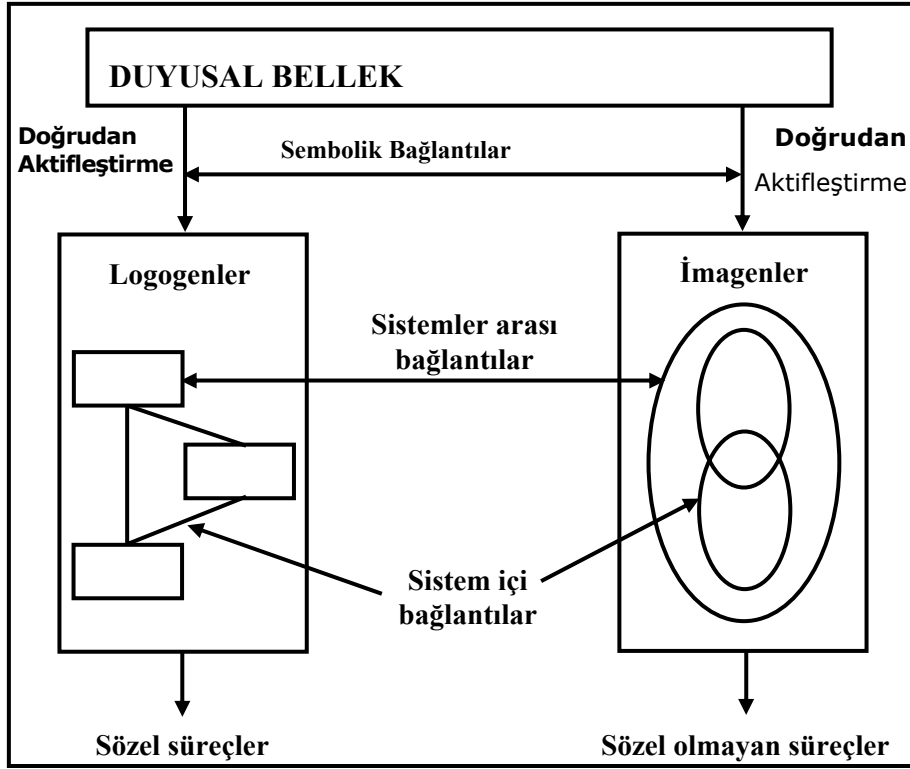 DUYUSAL BELLEK
Doğrudan
Aktifleştirme
Sembolik Bağlantılar
Doğrudan
Aktifleştirme
Logogenler
İmagenler
Sistemler arası
bağlantılar
Sistem içi
bağlantılar
Sözel süreçler
Sözel olmayan süreçler